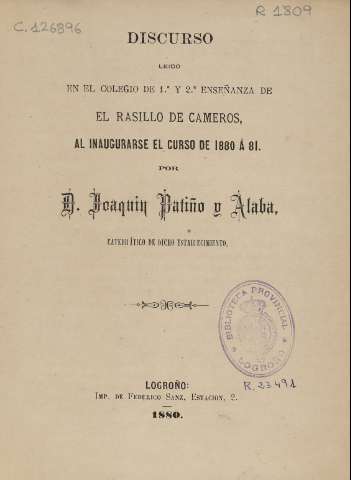 C. 126896
R. 1809
DISCURSO
LEIDO
EN EL COLEGIO DE 1.ª Y 2.ª ENSEÑANZA DE
EL RASILLO DE CAMEROS,
AL INAUGURARSE EL CURSO DE 1880 Á 81.
POR
D. Joaquin Patiño y Alaba,
CATEDRÁTICO DE DICHO ESTABLECIMIENTO.
BIBLIOTECA PROVINCIAL
LOGROÑO
R. 23491
LOGROÑO:
IMP. DE FEDERICO SANZ, ESTACION, 2.
1880.